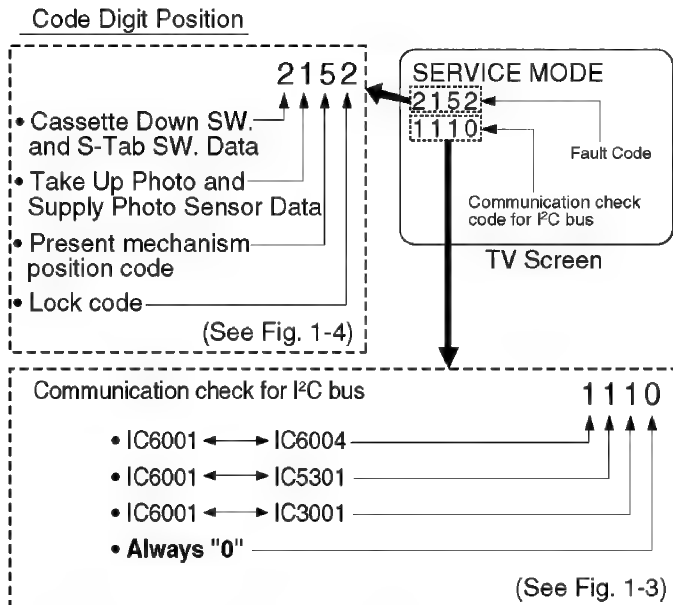 Code Digit Position
2152
• Cassette Down SW.
and S-Tab SW. Data
• Take Up Photo and
Supply Photo Sensor Data
• Present mechanism
position code
• Lock code
(See Fig. 1-4)
SERVICE MODE
2152
1110
Fault Code
Communication check
code for I²C bus
TV Screen
Communication check for I²C bus
1110
• IC6001 IC6004
• IC6001 IC5301
• IC6001 IC3001
• Always "0"
(See Fig. 1-3)